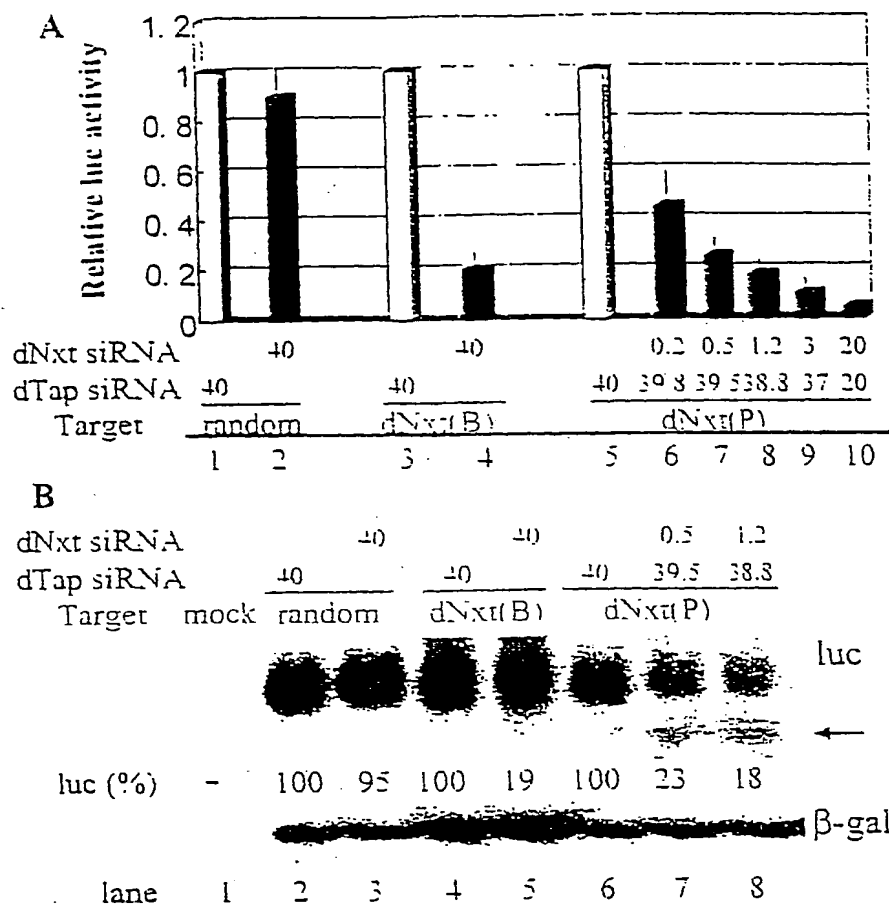 A
Relative luc activity
1.2
1
0.8
0.6
0.4
0.2
0
dNxt siRNA 40 40 0.2 0.5 1.2 3 20
dTap siRNA 40 40 40 39.8 39.5 38.8 37 20
Target random dNxt(B) dNxt(P)
1 2 3 4 5 6 7 8 9 10
B
dNxt siRNA 40 40 0.5 1.2
dTap siRNA 40 40 40 39.5 38.8
Target mock random dNxt(B) dNxt(P)
luc
luc (%) - 100 95 100 19 100 23 18
β-gal
lane 1 2 3 4 5 6 7 8